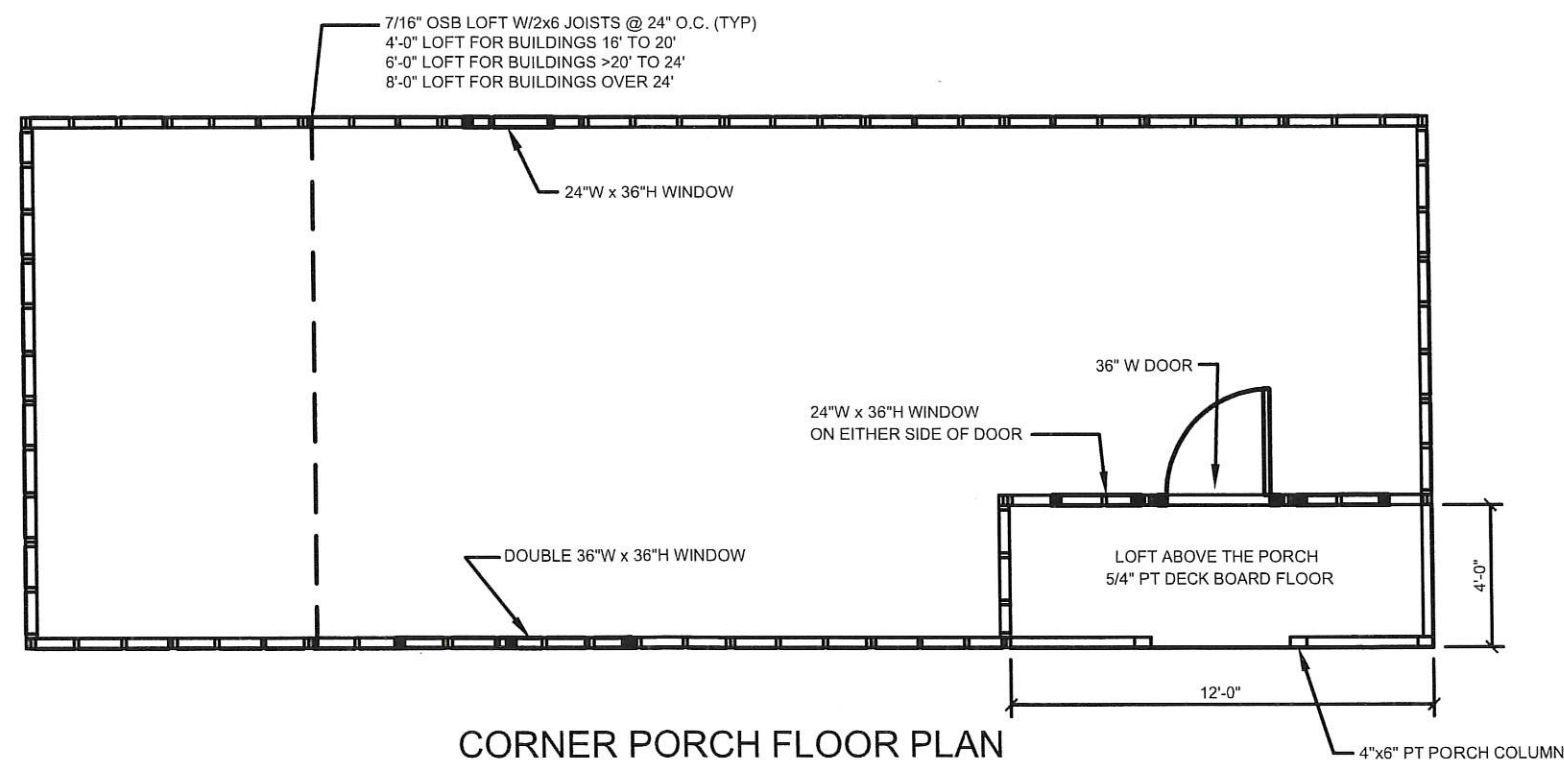 7/16" OSB LOFT W/2x6 JOISTS @ 24" O.C. (TYP)
4'-0" LOFT FOR BUILDINGS 16' TO 20'
6'-0" LOFT FOR BUILDINGS >20' TO 24'
8'-0" LOFT FOR BUILDINGS OVER 24'
24"W x 36"H WINDOW
36" W DOOR
24"W x 36"H WINDOW
ON EITHER SIDE OF DOOR
DOUBLE 36"W x 36"H WINDOW
LOFT ABOVE THE PORCH
5/4" PT DECK BOARD FLOOR
4'-0"
12'-0"
CORNER PORCH FLOOR PLAN
4"x6" PT PORCH COLUMN